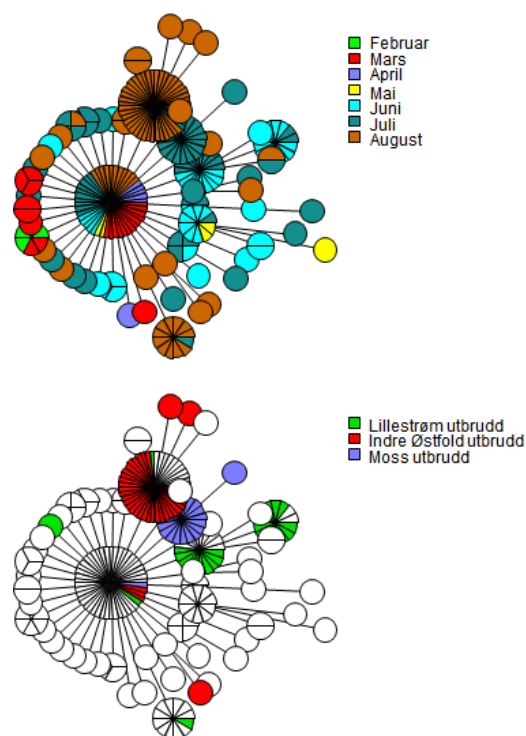 Februar
Mars
April
Mai
Juni
Juli
August
Lillestrøm utbrudd
Indre Østfold utbrudd
Moss utbrudd